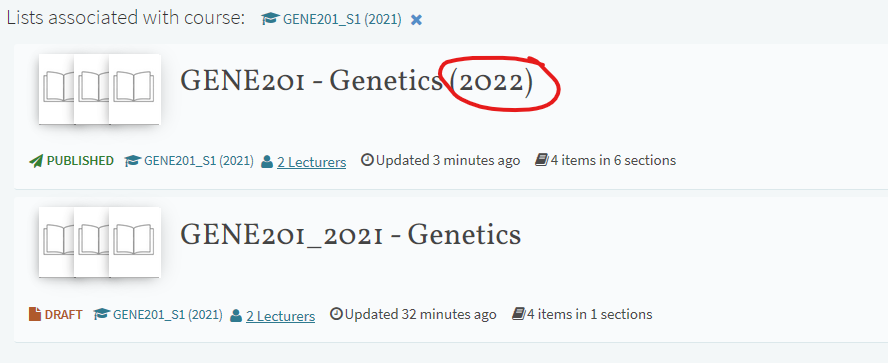 Lists associated with course: GENE201_S1 (2021) ✖
GENE201 - Genetics (2022)
PUBLISHED GENE201_S1 (2021) 2 Lecturers Updated 3 minutes ago 4 items in 6 sections
GENE201_2021 - Genetics
DRAFT GENE201_S1 (2021) 2 Lecturers Updated 32 minutes ago 4 items in 1 sections